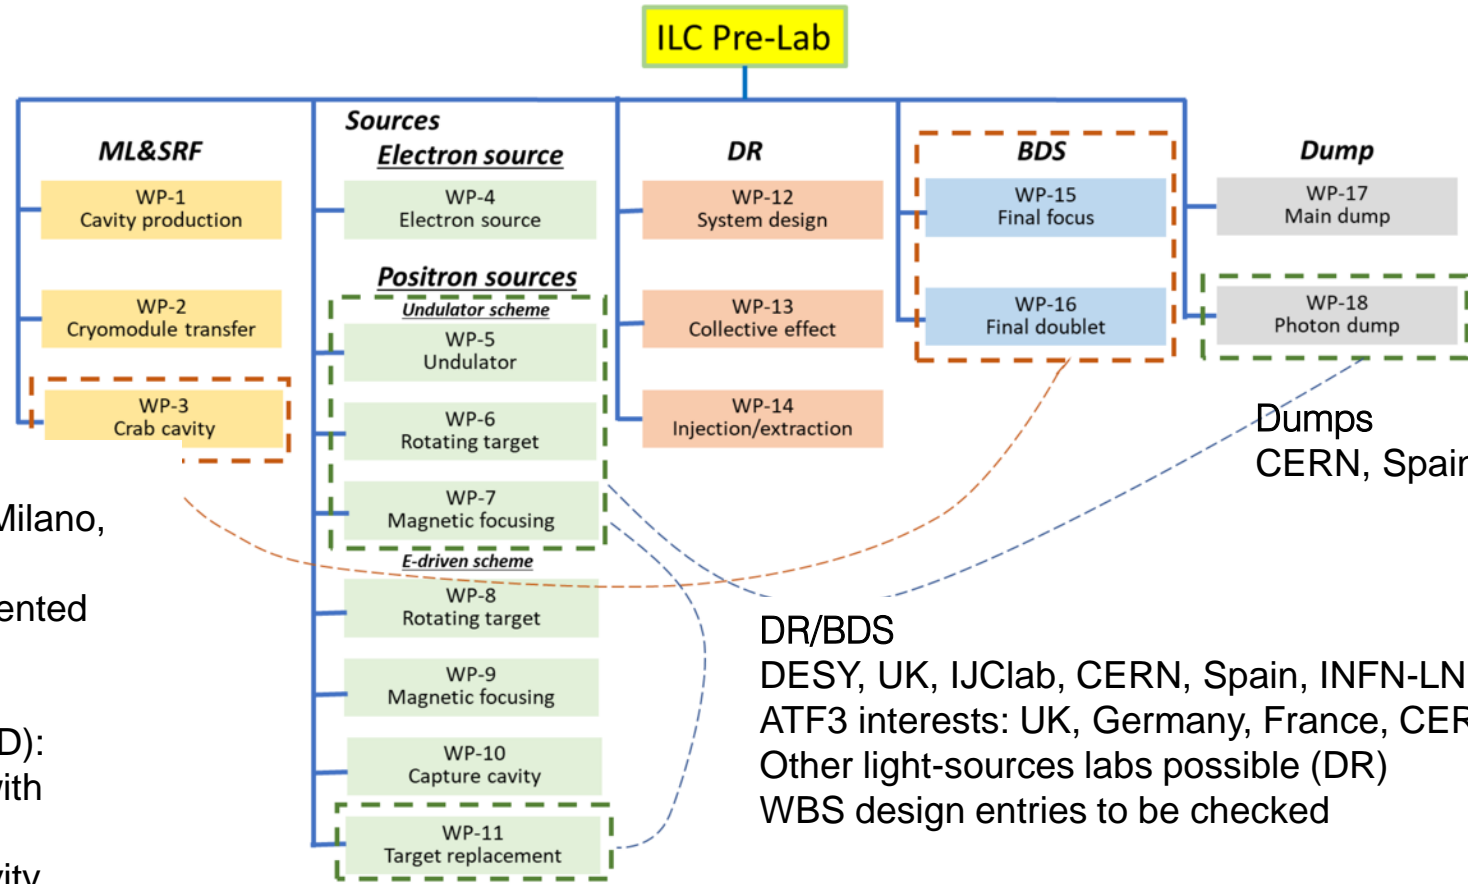 ILC Pre-Lab
ML&SRF
WP-1
Cavity production
WP-2
Cryomodule transfer
WP-3
Crab cavity
Sources
Electron source
WP-4
Electron source
Positron sources
Undulator scheme
WP-5
Undulator
WP-6
Rotating target
WP-7
Magnetic focusing
E-driven scheme
WP-8
Rotating target
WP-9
Magnetic focusing
WP-10
Capture cavity
WP-11
Target replacement
DR
WP-12
System design
WP-13
Collective effect
WP-14
Injection/extraction
BDS
WP-15
Final focus
WP-16
Final doublet
Dump
WP-17
Main dump
WP-18
Photon dump
Dumps
CERN, Spain
Milano,
ented
D):
with
vity
DR/BDS
DESY, UK, IJClab, CERN, Spain, INFN-LN
ATF3 interests: UK, Germany, France, CER
Other light-sources labs possible (DR)
WBS design entries to be checked